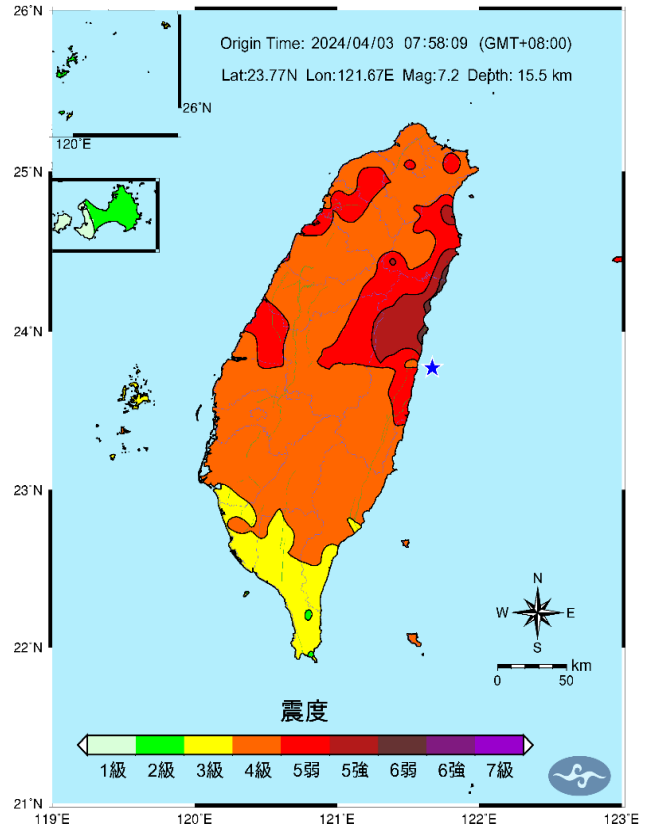 26°N
Origin Time: 2024/04/03 07:58:09 (GMT+08:00)
Lat:23.77N Lon:121.67E Mag:7.2 Depth: 15.5 km
26°N
120°E
25°N
24°N
23°N
N
W E
S
22°N
km
0 50
震度
1級 2級 3級 4級 5弱 5強 6弱 6強 7級
21°N
119°E 120°E 121°E 122°E 123°E